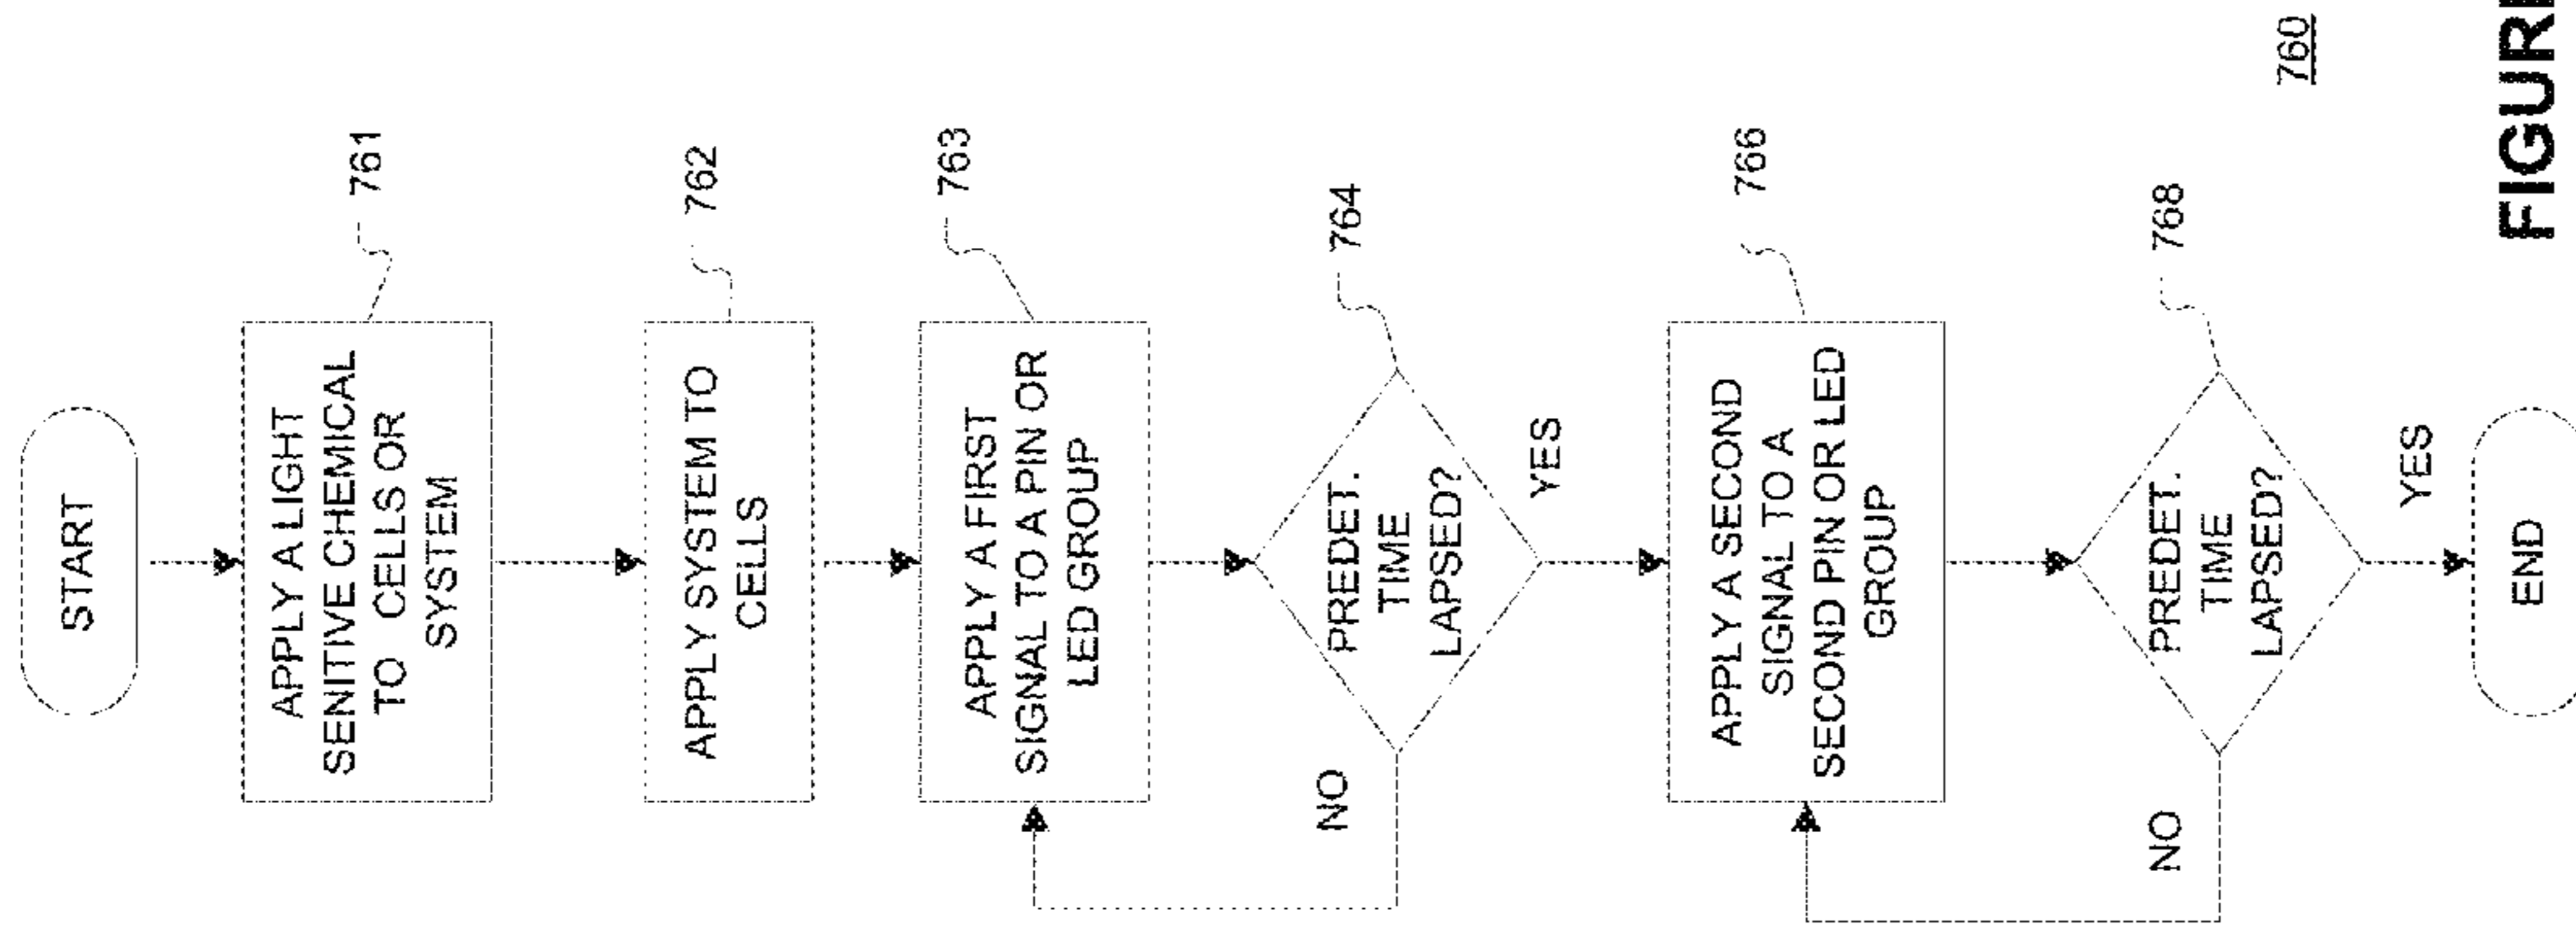 START
APPLY A LIGHT
SENITIVE CHEMICAL
TO CELLS OR
SYSTEM
761
APPLY SYSTEM TO
CELLS
762
APPLY A FIRST
SIGNAL TO A PIN OR
LED GROUP
763
PREDET.
TIME
LAPSED?
764
NO
YES
APPLY A SECOND
SIGNAL TO A
SECOND PIN OR LED
GROUP
766
PREDET.
TIME
LAPSED?
768
NO
YES
END
760